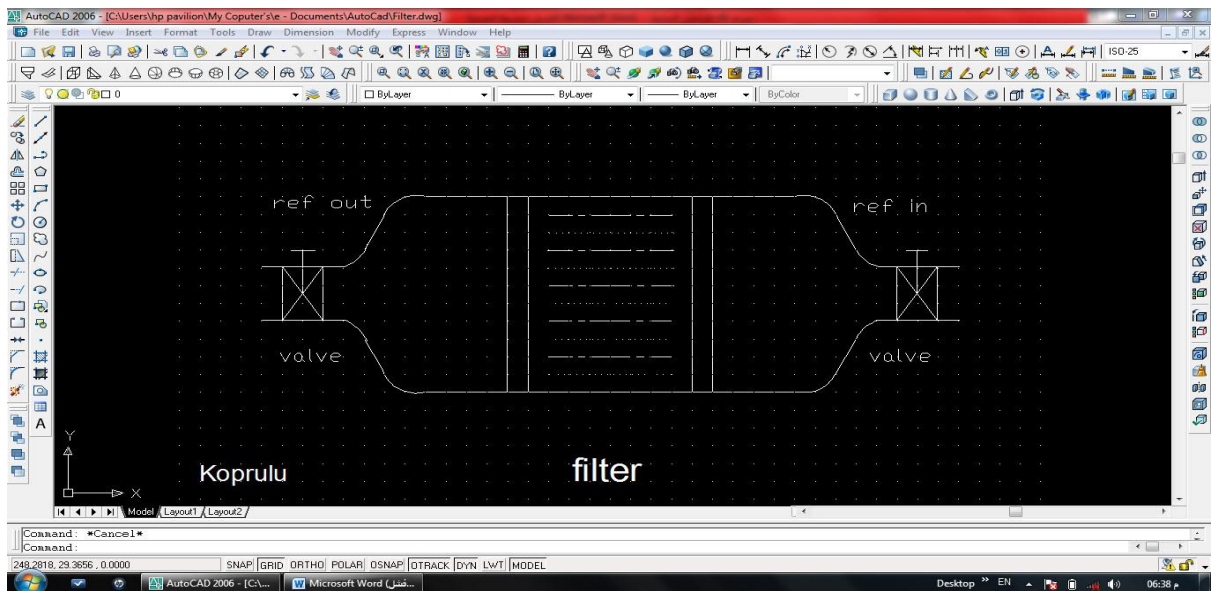 AutoCAD 2006 - [C:\Users\hp pavilion\My Coputer's\e - Documents\AutoCad\Filter.dwg]
File Edit View Insert Format Tools Draw Dimension Modify Express Window Help
ISO-25
0 ByLayer ByLayer ByLayer ByColor
ref out
ref in
valve
valve
Y
X
Koprulu
filter
Model Layout1 Layout2
Command: *Cancel*
Command:
248.2818, 29.3656 , 0.0000 SNAP GRID ORTHO POLAR OSNAP OTRACK DYN LWT MODEL
AutoCAD 2006 - [C:\... Microsoft Word Desktop » EN 06:38 م